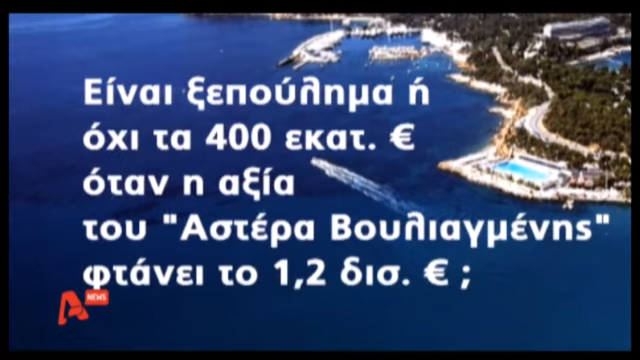 Είναι ξεπούλημα ή
όχι τα 400 εκατ. €
όταν η αξία
του "Αστέρα Βουλιαγμένης"
φτάνει το 1,2 δισ. € ;
A NEWS